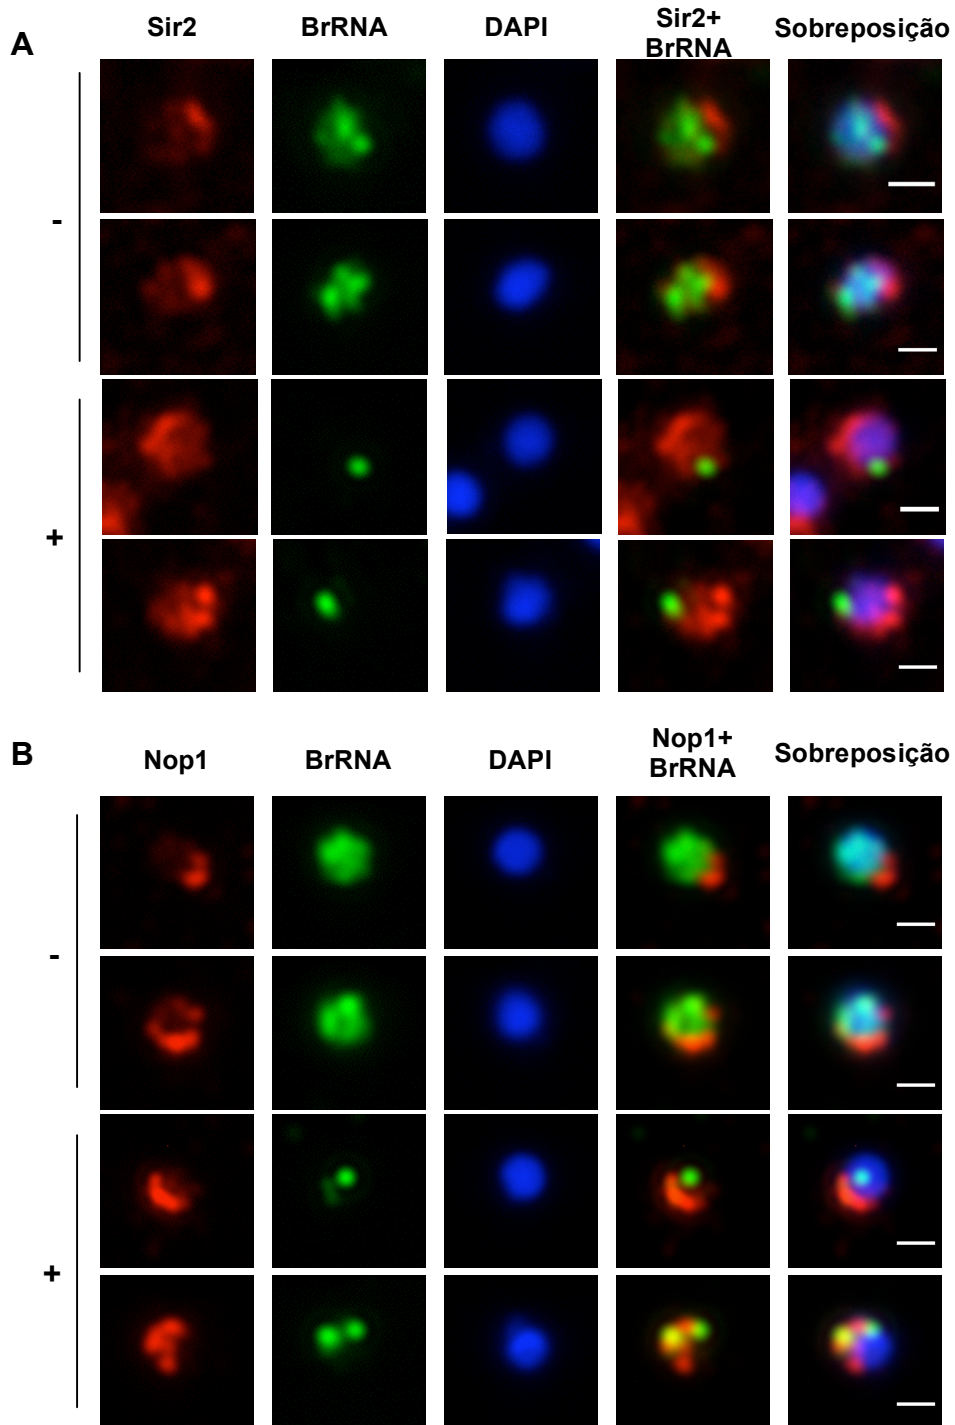 A
Sir2
BrRNA
DAPI
Sir2+
BrRNA
Sobreposição
-
+
B
Nop1
BrRNA
DAPI
Nop1+
BrRNA
Sobreposição
-
+